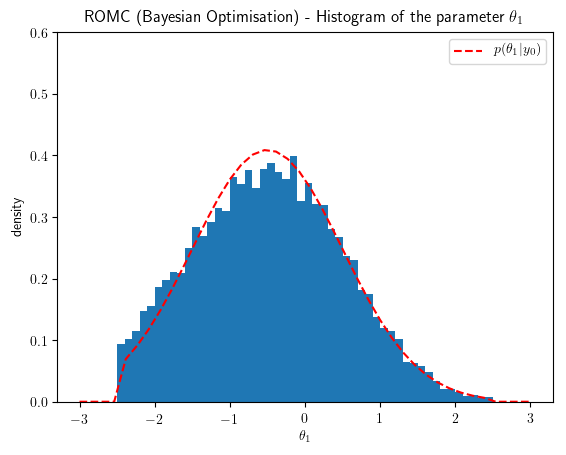 ROMC (Bayesian Optimisation) - Histogram of the parameter θ₁
p(θ₁|y₀)
density
0.6
0.5
0.4
0.3
0.2
0.1
0.0
−3 −2 −1 0 1 2 3
θ₁